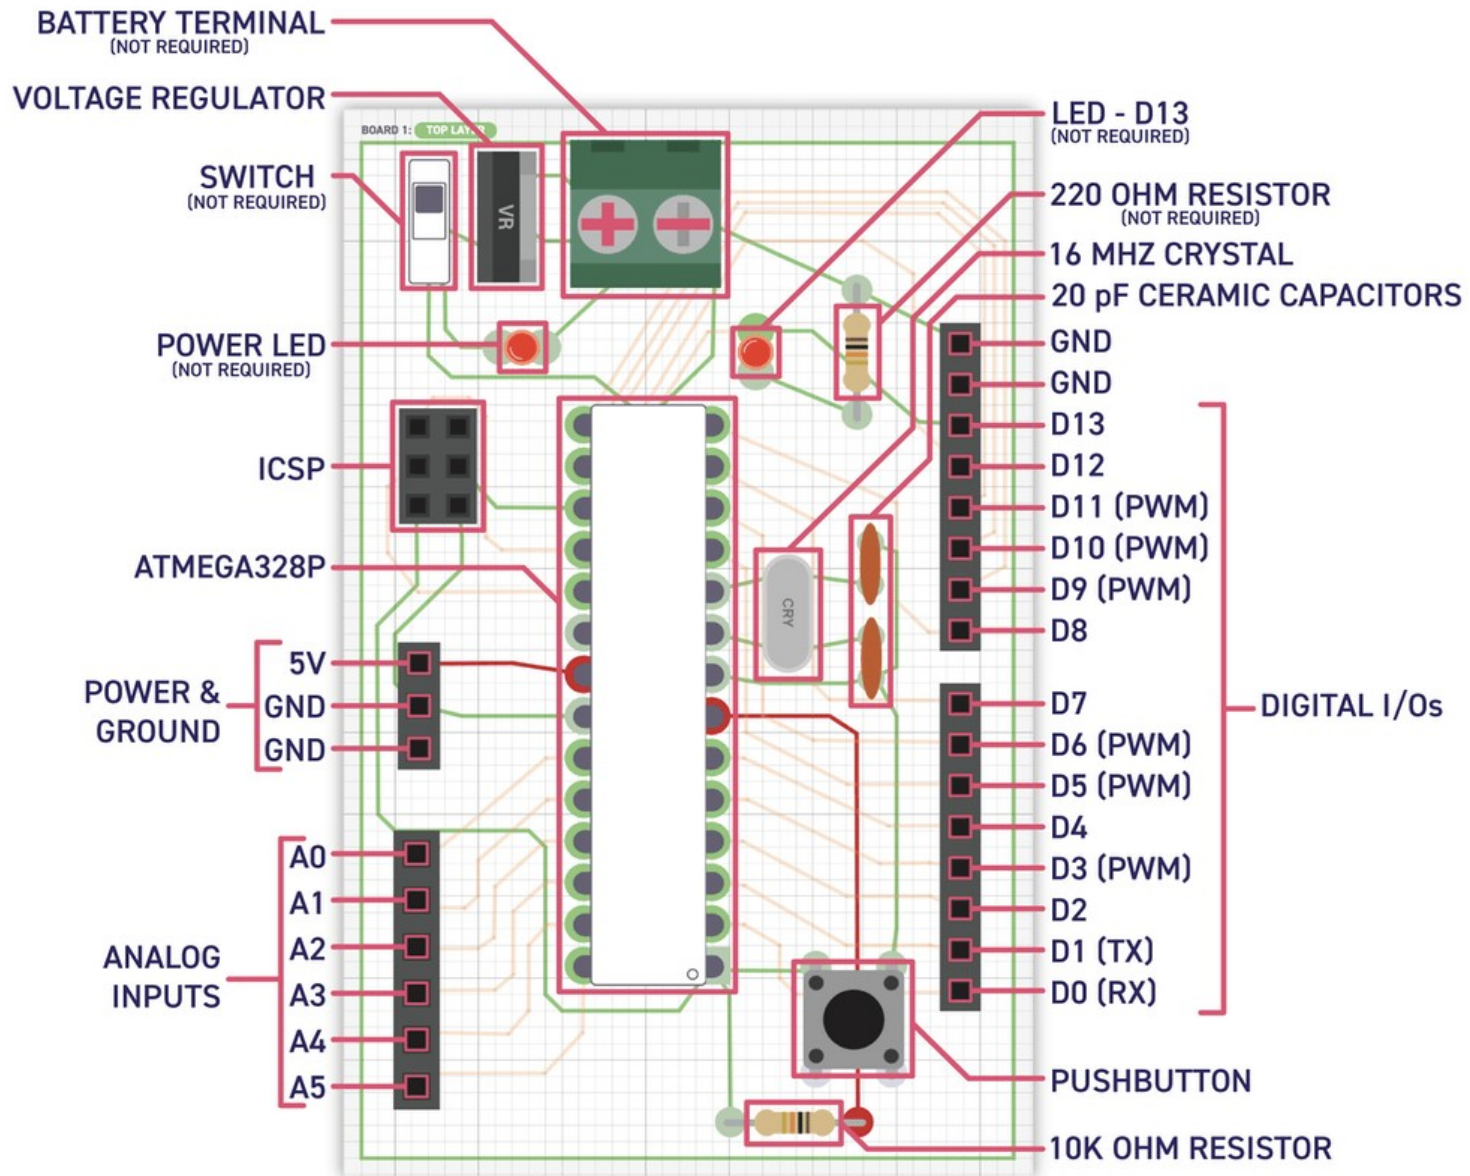 BATTERY TERMINAL
(NOT REQUIRED)
VOLTAGE REGULATOR
BOARD 1: TOP LAYER
SWITCH
(NOT REQUIRED)
VR
POWER LED
(NOT REQUIRED)
ICSP
ATMEGA328P
POWER &
GROUND
5V
GND
GND
ANALOG
INPUTS
A0
A1
A2
A3
A4
A5
CRY
LED - D13
(NOT REQUIRED)
220 OHM RESISTOR
(NOT REQUIRED)
16 MHZ CRYSTAL
20 pF CERAMIC CAPACITORS
GND
GND
D13
D12
D11 (PWM)
D10 (PWM)
D9 (PWM)
D8
D7
D6 (PWM)
D5 (PWM)
D4
D3 (PWM)
D2
D1 (TX)
D0 (RX)
DIGITAL I/Os
PUSHBUTTON
10K OHM RESISTOR